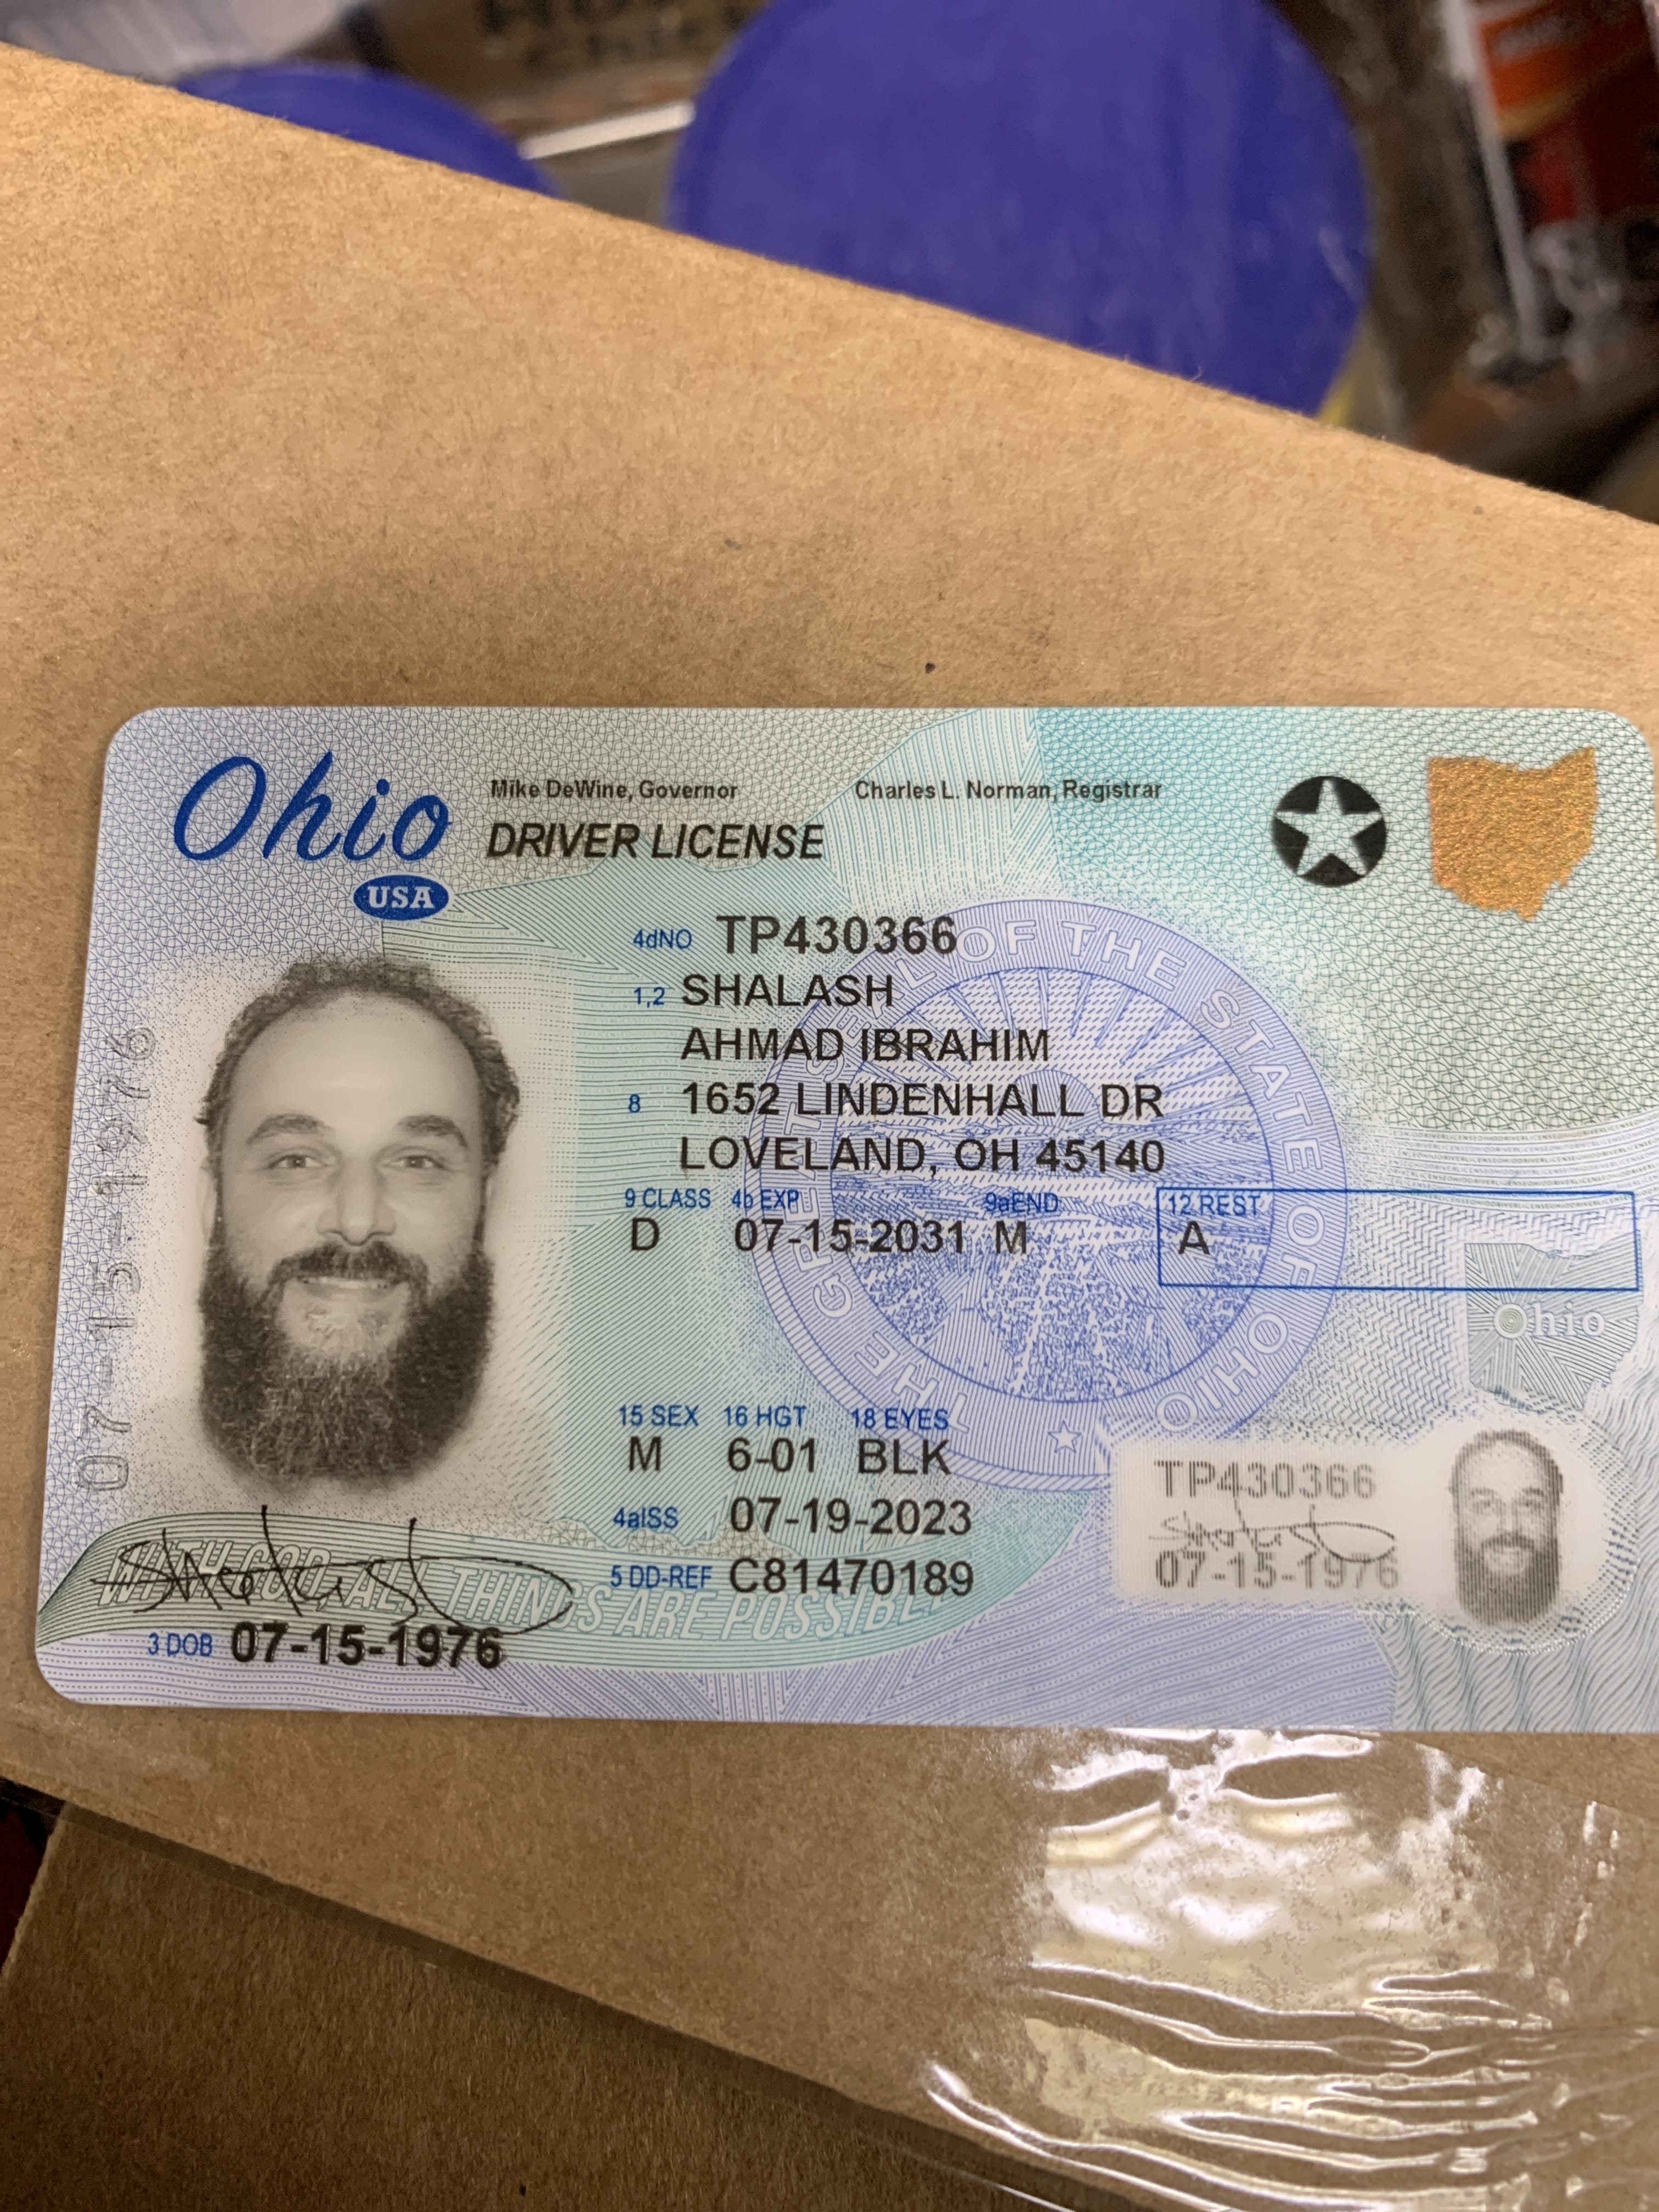 Ohio
USA
Mike DeWine, Governor
Charles L. Norman, Registrar
DRIVER LICENSE
4dNO TP430366
1,2 SHALASH
AHMAD IBRAHIM
8 1652 LINDENHALL DR
LOVELAND, OH 45140
9 CLASS 4b EXP 9aEND 12 REST
D 07-15-2031 M A
THE GREAT SEAL OF THE STATE OF OHIO
Ohio
15 SEX 16 HGT 18 EYES
M 6-01 BLK
4aISS 07-19-2023
5 DD-REF C81470189
WITH GOD, ALL THINGS ARE POSSIBLE
3 DOB 07-15-1976
07-15-1976
TP430366
07-15-1976